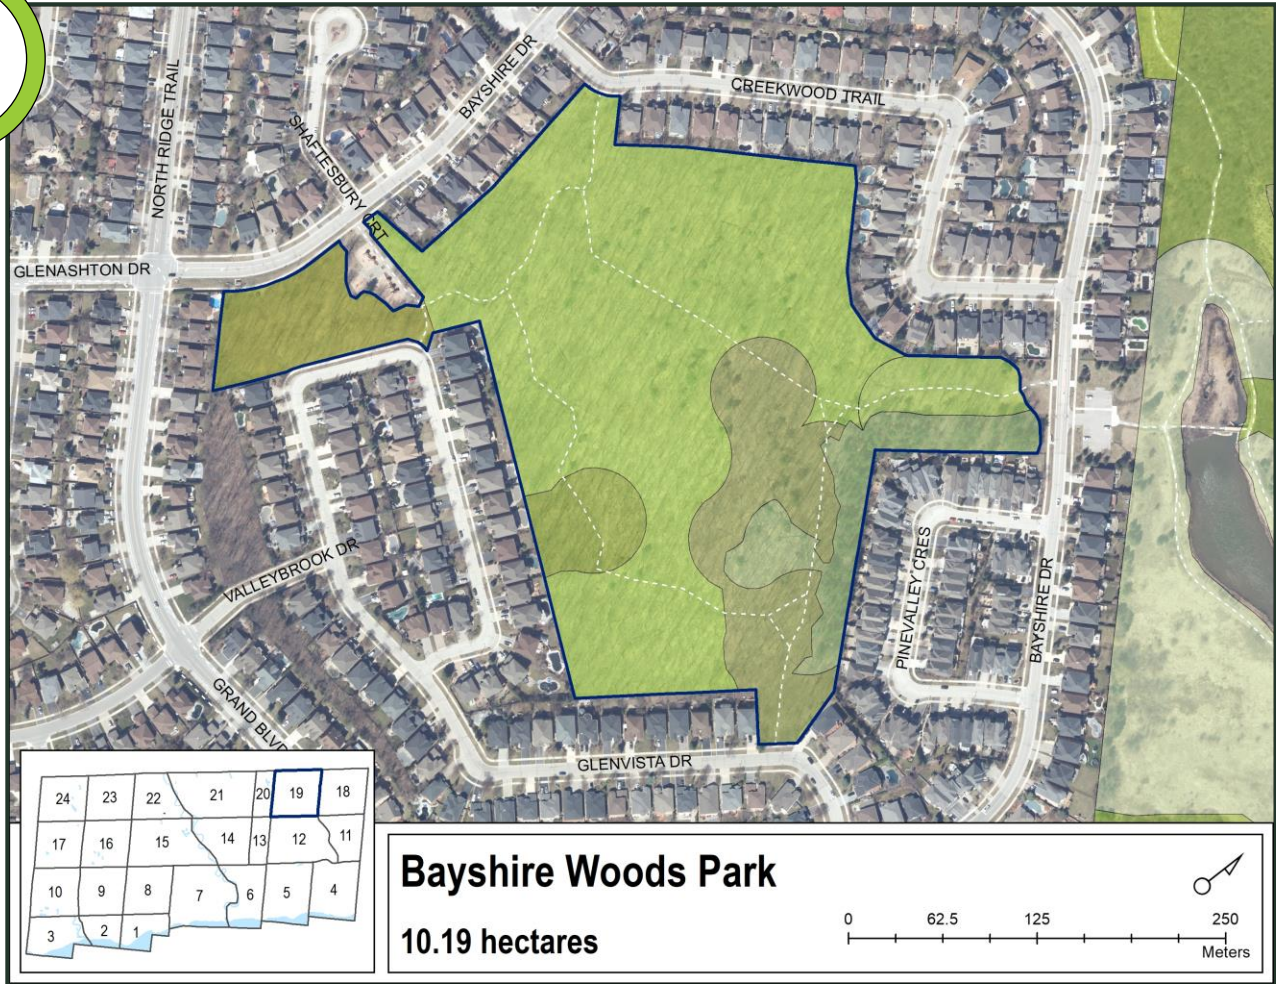 NORTH RIDGE TRAIL
SHAFTESBURY CRT
BAYSHIRE DR
CREEKWOOD TRAIL
GLENASHTON DR
VALLEYBROOK DR
PINEVALLEY CRES
BAYSHIRE DR
GRAND BLVD
GLENVISTA DR
24 23 22 21 20 19 18
17 16 15 14 13 12 11
10 9 8 7 6 5 4
3 2 1
Bayshire Woods Park
10.19 hectares
0 62.5 125 250
Meters